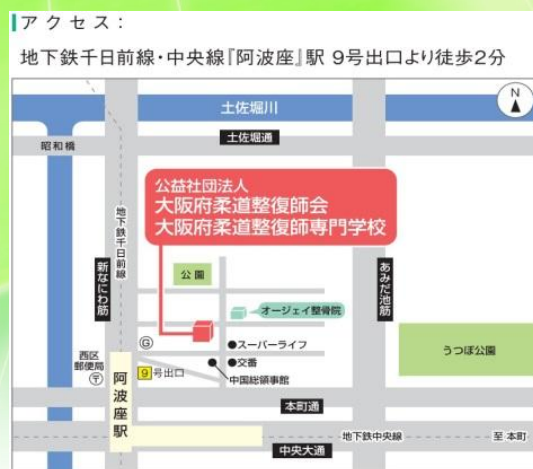 アクセス：
地下鉄千日前線・中央線『阿波座』駅 9号出口より徒歩2分
N
土佐堀川
土佐堀通
昭和橋
公益社団法人
大阪府柔道整復師会
大阪府柔道整復師専門学校
地下鉄千日前線
新なにわ筋
あみだ池筋
公園
オージェイ整骨院
G
●スーパーライフ
うつぼ公園
西区
郵便局
〒
9号出口
●交番
中国総領事館
阿波座駅
本町通
地下鉄中央線
至 本町
中央大通